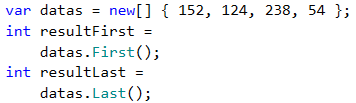 var datas = new[] { 152, 124, 238, 54 };
int resultFirst =
datas.First();
int resultLast =
datas.Last();